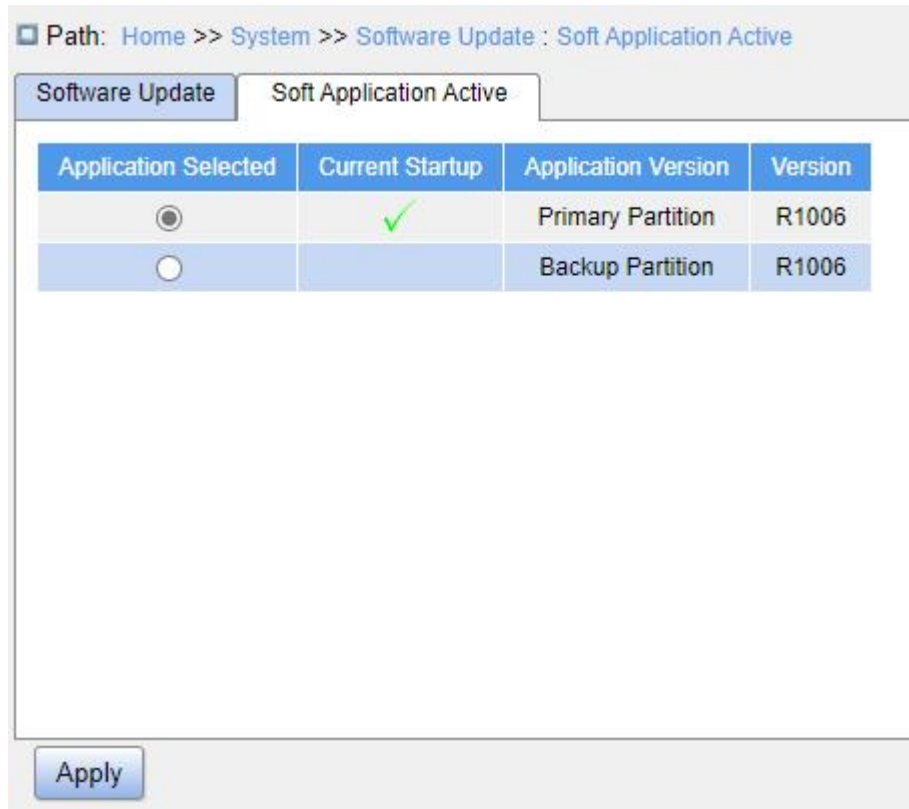 Path: Home >> System >> Software Update : Soft Application Active
Software Update Soft Application Active
Application Selected Current Startup Application Version Version
Primary Partition R1006
Backup Partition R1006
Apply